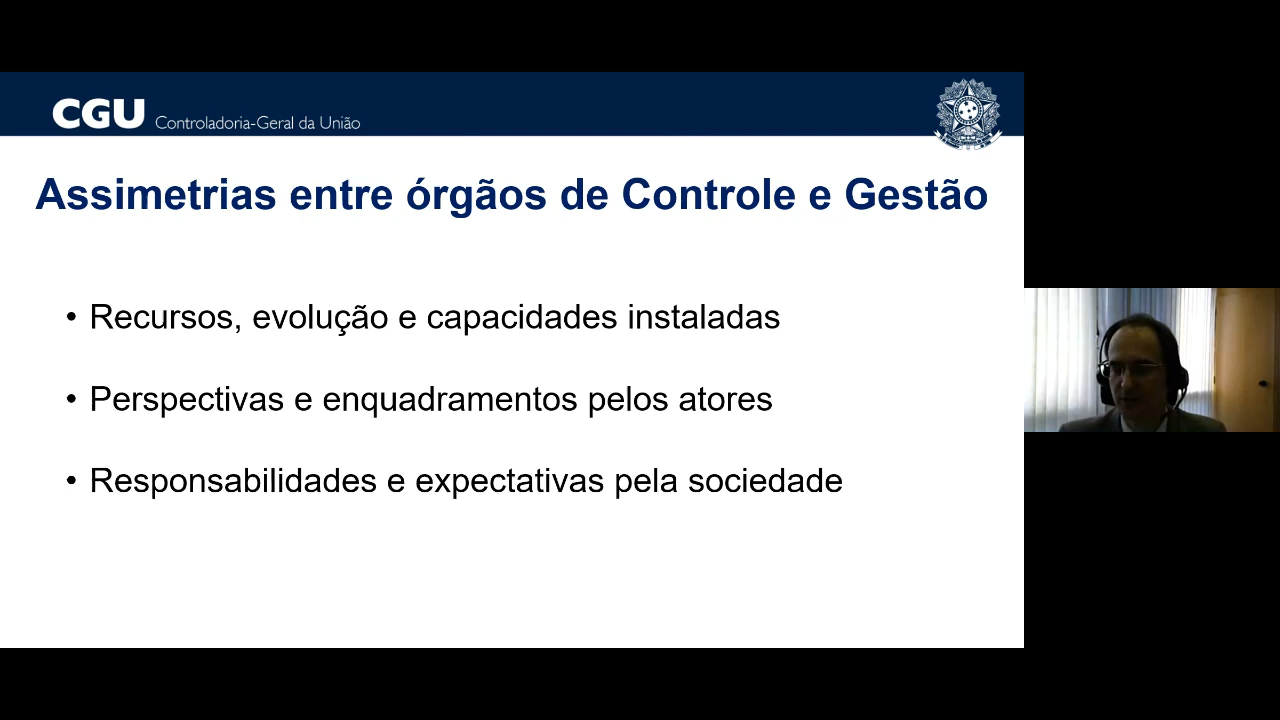 CGU Controladoria-Geral da União
Assimetrias entre órgãos de Controle e Gestão
• Recursos, evolução e capacidades instaladas
• Perspectivas e enquadramentos pelos atores
• Responsabilidades e expectativas pela sociedade